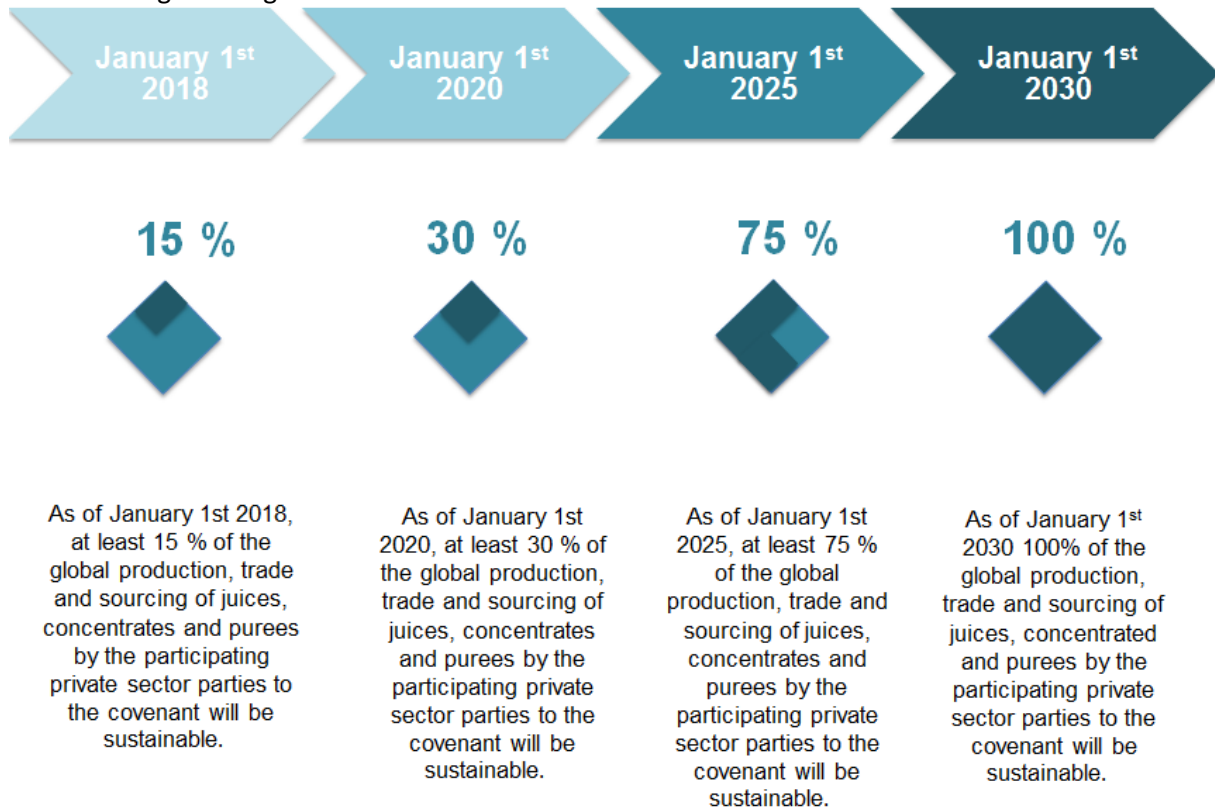 January 1st
2018
January 1st
2020
January 1st
2025
January 1st
2030
15 %
30 %
75 %
100 %
As of January 1st 2018,
at least 15 % of the
global production, trade
and sourcing of juices,
concentrates and purees
by the participating
private sector parties to
the covenant will be
sustainable.
As of January 1st
2020, at least 30 % of
the global production,
trade and sourcing of
juices, concentrates
and purees by the
participating private
sector parties to the
covenant will be
sustainable.
As of January 1st
2025, at least 75 %
of the global
production, trade and
sourcing of juices,
concentrates and
purees by the
participating private
sector parties to the
covenant will be
sustainable.
As of January 1st
2030 100% of the
global production,
trade and sourcing of
juices, concentrated
and purees by the
participating private
sector parties to the
covenant will be
sustainable.